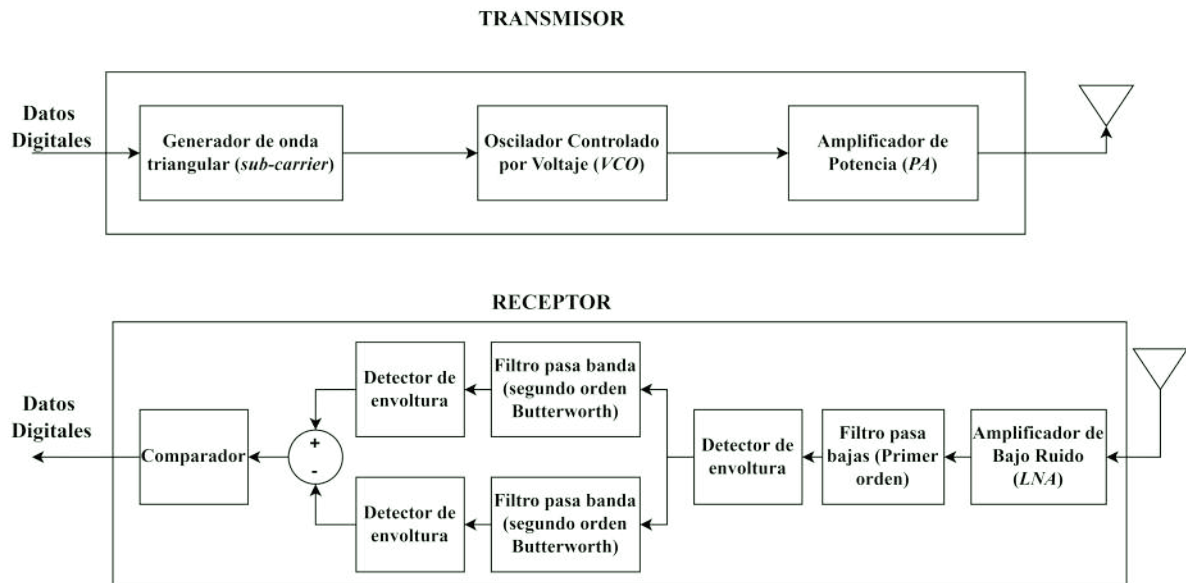 TRANSMISOR
Datos
Digitales
Generador de onda
triangular (sub-carrier)
Oscilador Controlado
por Voltaje (VCO)
Amplificador de
Potencia (PA)
RECEPTOR
Datos
Digitales
Comparador
+
-
Detector de
envoltura
Filtro pasa banda
(segundo orden
Butterworth)
Detector de
envoltura
Filtro pasa banda
(segundo orden
Butterworth)
Detector de
envoltura
Filtro pasa
bajas (Primer
orden)
Amplificador de
Bajo Ruido
(LNA)